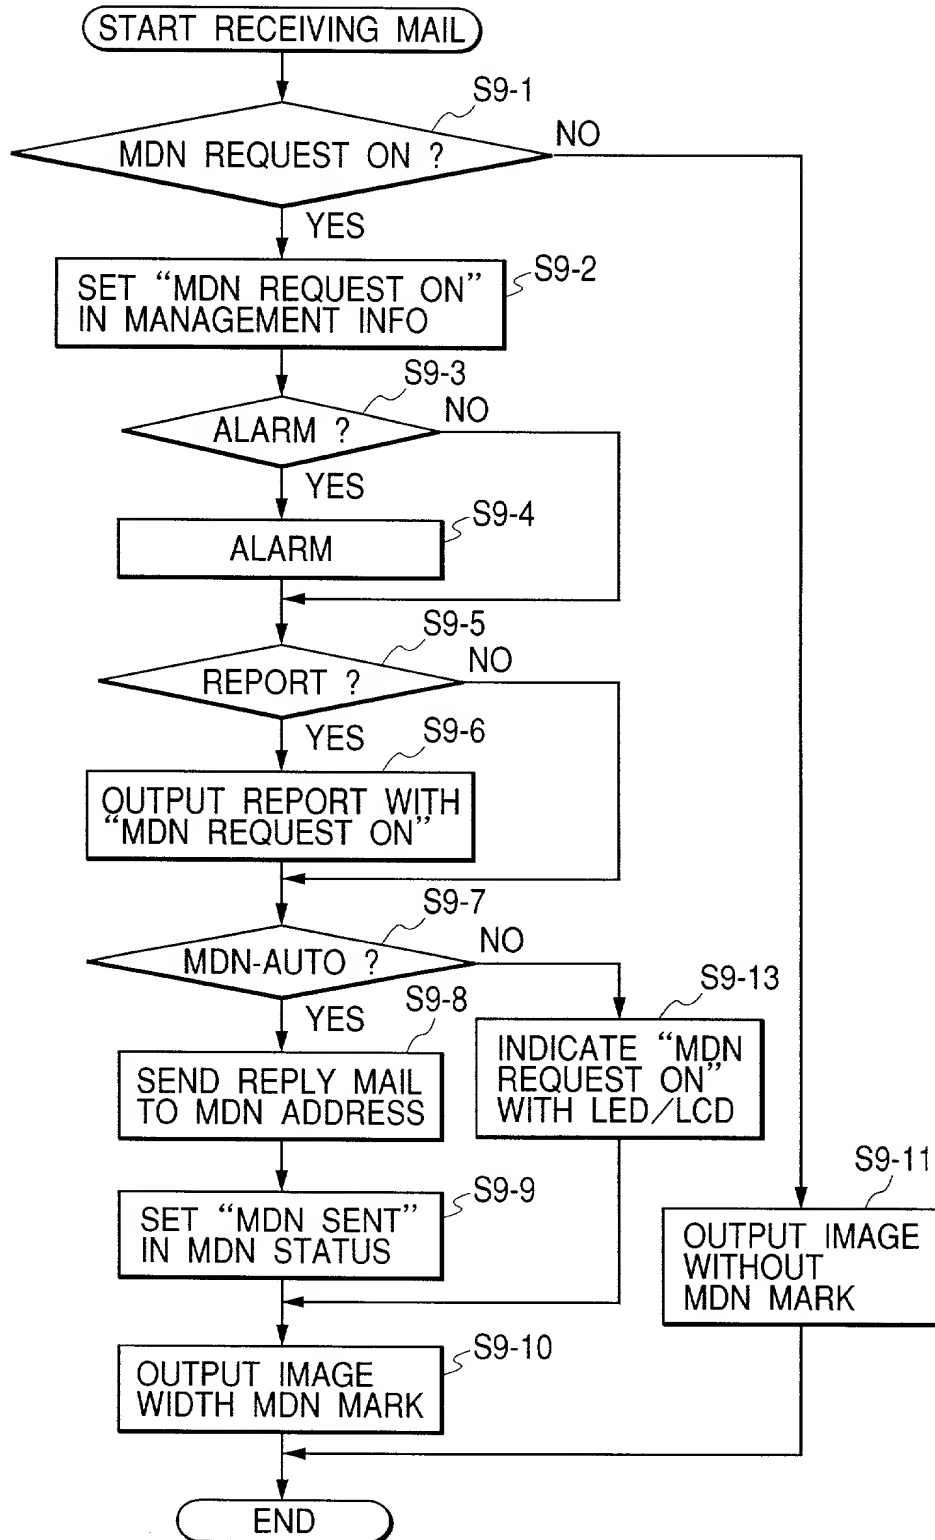 START RECEIVING MAIL
S9-1
MDN REQUEST ON ?
NO
YES
S9-2
SET “MDN REQUEST ON”
IN MANAGEMENT INFO
S9-3
ALARM ?
NO
YES
S9-4
ALARM
S9-5
REPORT ?
NO
YES
S9-6
OUTPUT REPORT WITH
“MDN REQUEST ON”
S9-7
MDN-AUTO ?
NO
YES
S9-8
SEND REPLY MAIL
TO MDN ADDRESS
S9-13
INDICATE “MDN
REQUEST ON”
WITH LED/LCD
S9-9
SET “MDN SENT”
IN MDN STATUS
S9-11
OUTPUT IMAGE
WITHOUT
MDN MARK
S9-10
OUTPUT IMAGE
WIDTH MDN MARK
END